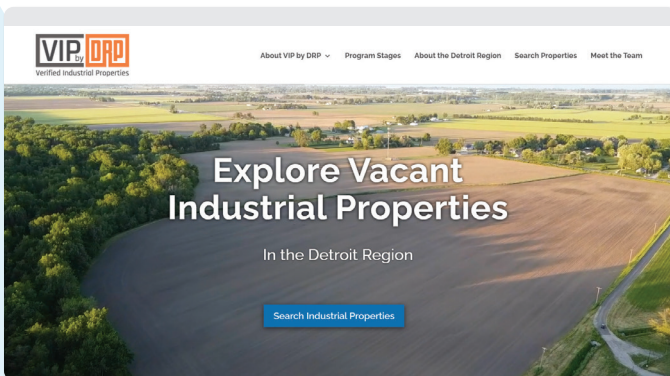 VIP by DRP
Verified Industrial Properties
About VIP by DRP
Program Stages
About the Detroit Region
Search Properties
Meet the Team
Explore Vacant
Industrial Properties
In the Detroit Region
Search Industrial Properties